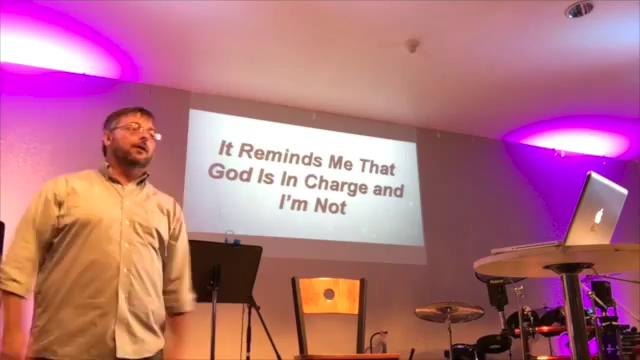 It Reminds Me That
God Is In Charge and
I'm Not